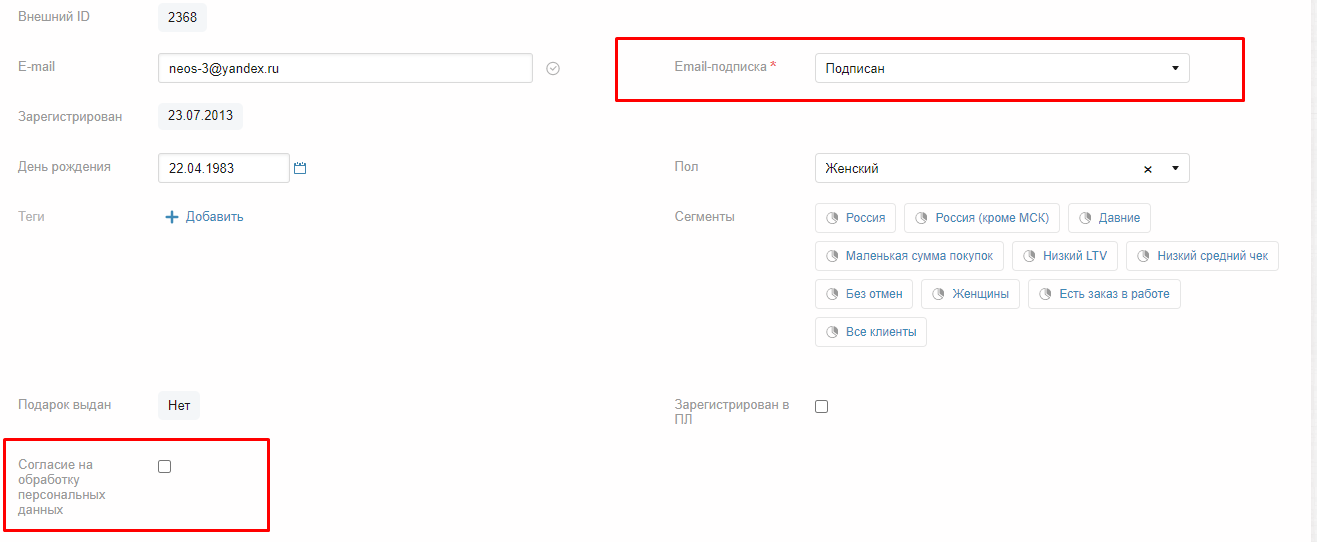 Внешний ID 2368
E-mail neos-3@yandex.ru Email-подписка * Подписан
Зарегистрирован 23.07.2013
День рождения 22.04.1983 Пол Женский
Теги Добавить Сегменты Россия Россия (кроме МСК) Давние
Маленькая сумма покупок Низкий LTV Низкий средний чек
Без отмен Женщины Есть заказ в работе
Все клиенты
Подарок выдан Нет Зарегистрирован в
ПЛ
Согласие на
обработку
персональных
данных